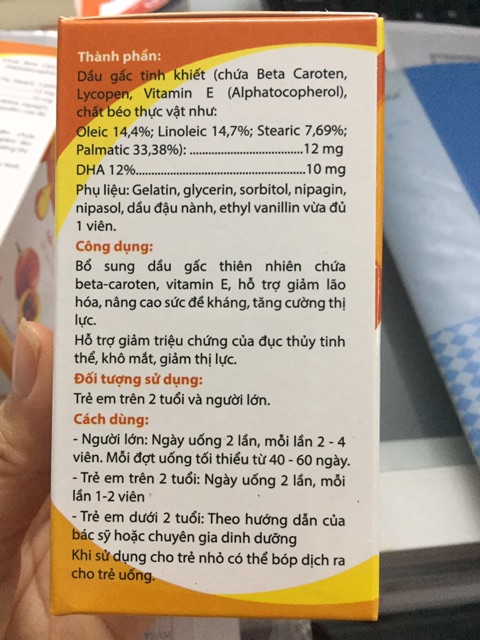 Thành phần:
Dầu gấc tinh khiết (chứa Beta Caroten,
Lycopen, Vitamin E (Alphatocopherol),
chất béo thực vật như:
Oleic 14,4%; Linoleic 14,7%; Stearic 7,69%;
Palmatic 33,38%): ...................................12 mg
DHA 12%.....................................................10 mg
Phụ liệu: Gelatin, glycerin, sorbitol, nipagin,
nipasol, dầu đậu nành, ethyl vanillin vừa đủ
1 viên.
Công dụng:
Bổ sung dầu gấc thiên nhiên chứa
beta-caroten, vitamin E, hỗ trợ giảm lão
hóa, nâng cao sức đề kháng, tăng cường thị
lực.
Hỗ trợ giảm triệu chứng của đục thủy tinh
thể, khô mắt, giảm thị lực.
Đối tượng sử dụng:
Trẻ em trên 2 tuổi và người lớn.
Cách dùng:
- Người lớn: Ngày uống 2 lần, mỗi lần 2 - 4
viên. Mỗi đợt uống tối thiểu từ 40 - 60 ngày.
- Trẻ em trên 2 tuổi: Ngày uống 2 lần, mỗi
lần 1-2 viên
- Trẻ em dưới 2 tuổi: Theo hướng dẫn của
bác sỹ hoặc chuyên gia dinh dưỡng
Khi sử dụng cho trẻ nhỏ có thể bóp dịch ra
cho trẻ uống.